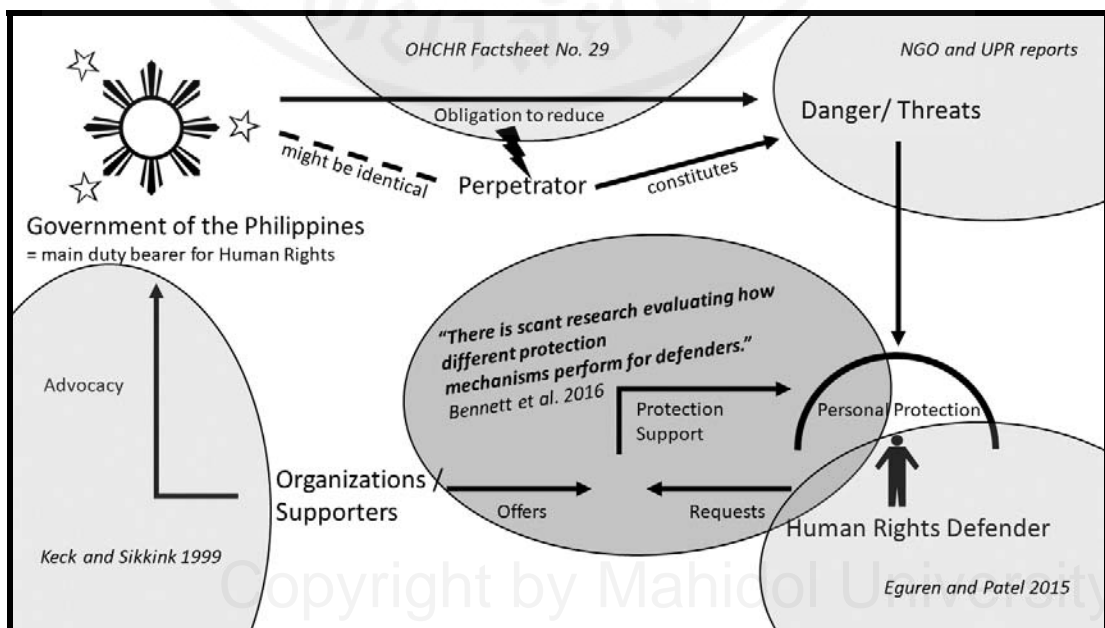 OHCHR Factsheet No. 29
NGO and UPR reports
Obligation to reduce
Danger/ Threats
might be identical
Perpetrator
constitutes
Government of the Philippines
= main duty bearer for Human Rights
"There is scant research evaluating how
different protection
mechanisms perform for defenders."
Bennett et al. 2016
Advocacy
Protection
Support
Personal Protection
Organizations /
Supporters
Offers
Requests
Human Rights Defender
Keck and Sikkink 1999
Eguren and Patel 2015
Copyright by Mahidol University